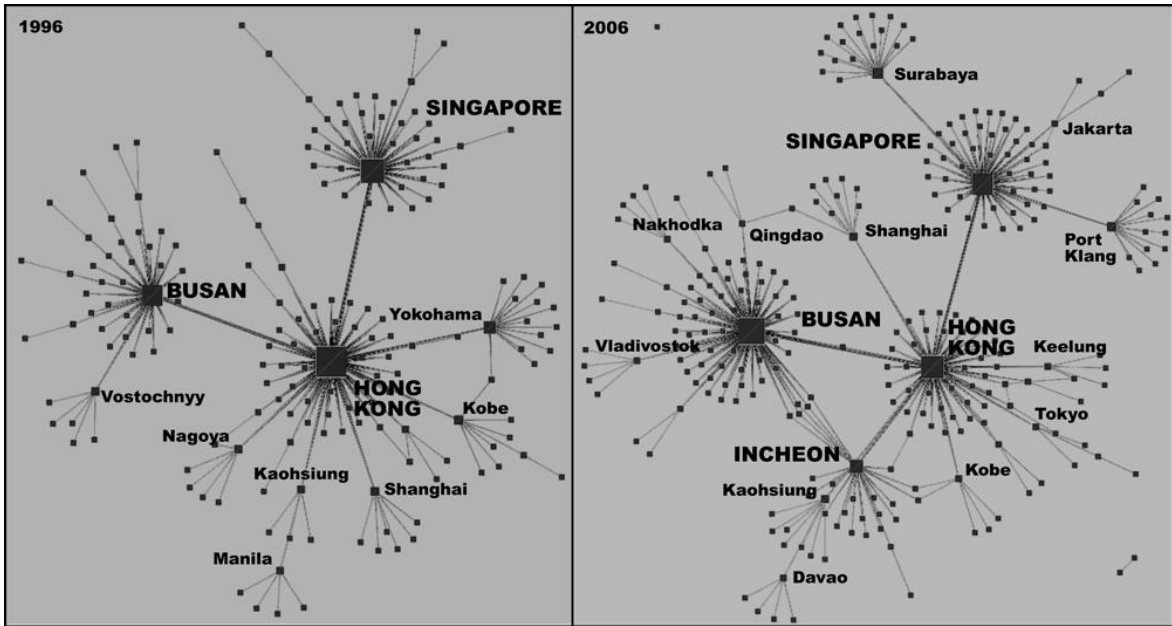 1996
SINGAPORE
BUSAN
Yokohama
HONG
KONG
Vostochnyy
Kobe
Nagoya
Kaohsiung
Shanghai
Manila
2006
Surabaya
SINGAPORE
Jakarta
Nakhodka
Qingdao
Shanghai
Port
Klang
BUSAN
HONG
KONG
Vladivostok
Keelung
Tokyo
INCHEON
Kobe
Kaohsiung
Davao